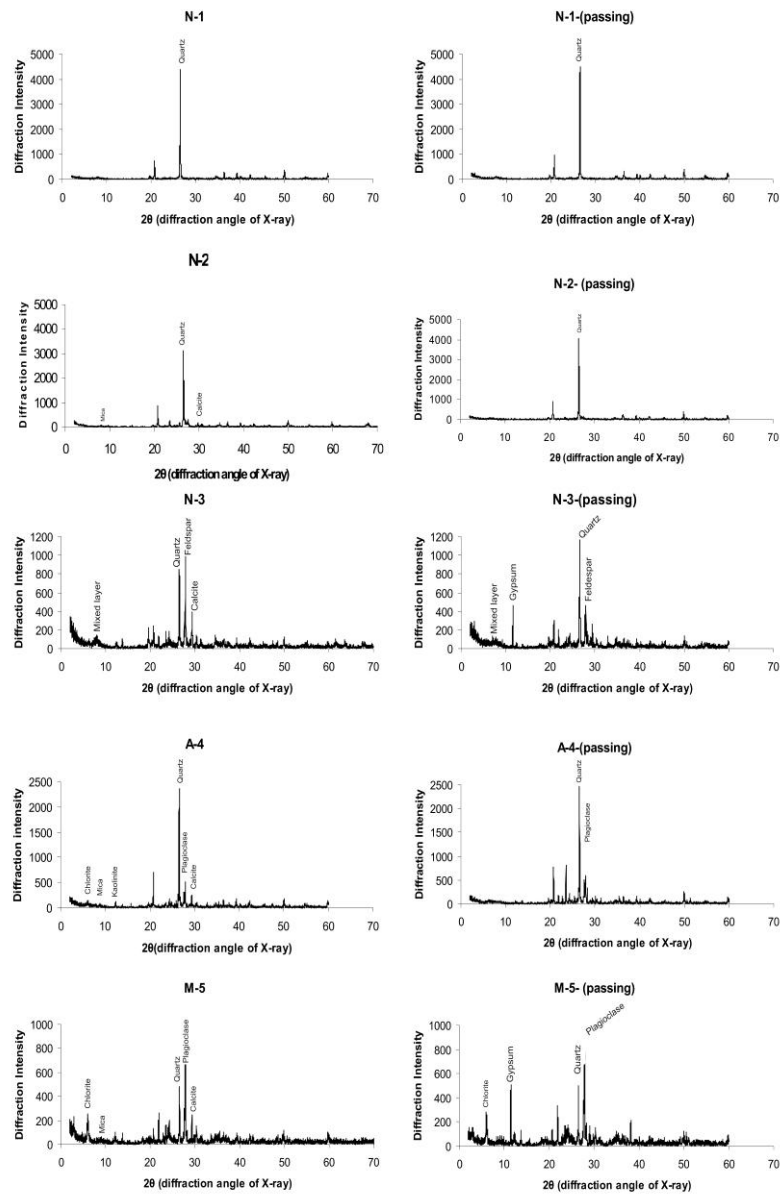 N-1
Quartz
Diffraction Intensity
5000
4000
3000
2000
1000
0
0 10 20 30 40 50 60 70
2θ (diffraction angle of X-ray)
N-1-(passing)
Quartz
Diffraction Intensity
5000
4000
3000
2000
1000
0
0 10 20 30 40 50 60 70
2θ (diffraction angle of X-ray)
N-2
Mica
Quartz
Calcite
Diffraction Intensity
5000
4000
3000
2000
1000
0
0 10 20 30 40 50 60 70
2θ (diffraction angle of X-ray)
N-2- (passing)
Quartz
Diffraction Intensity
5000
4000
3000
2000
1000
0
0 10 20 30 40 50 60 70
2θ (diffraction angle of X-ray)
N-3
Mixed layer
Quartz
Feldspar
Calcite
Diffraction Intensity
1200
1000
800
600
400
200
0
0 10 20 30 40 50 60 70
2θ (diffraction angle of X-ray)
N-3-(passing)
Mixed layer
Gypsum
Quartz
Feldespar
Diffraction Intensity
1200
1000
800
600
400
200
0
0 10 20 30 40 50 60 70
2θ (diffraction angle of X-ray)
A-4
Chlorite
Mica
Kaolinite
Quartz
Plagioclase
Calcite
Diffraction intensity
2500
2000
1500
1000
500
0
0 10 20 30 40 50 60 70
2θ(diffraction angle of X-ray)
A-4-(passing)
Quartz
Plagioclase
Diffraction Intensity
2500
2000
1500
1000
500
0
0 10 20 30 40 50 60 70
2θ (diffraction angle of X-ray)
M-5
Chlorite
Mica
Quartz
Plagioclase
Calcite
Diffraction Intensity
1000
800
600
400
200
0
0 10 20 30 40 50 60 70
2θ (diffraction angle of X-ray)
M-5- (passing)
Chlorite
Gypsum
Quartz
Plagioclase
Diffraction Intensity
1000
800
600
400
200
0
0 10 20 30 40 50 60 70
2θ (diffraction angle of X-ray)